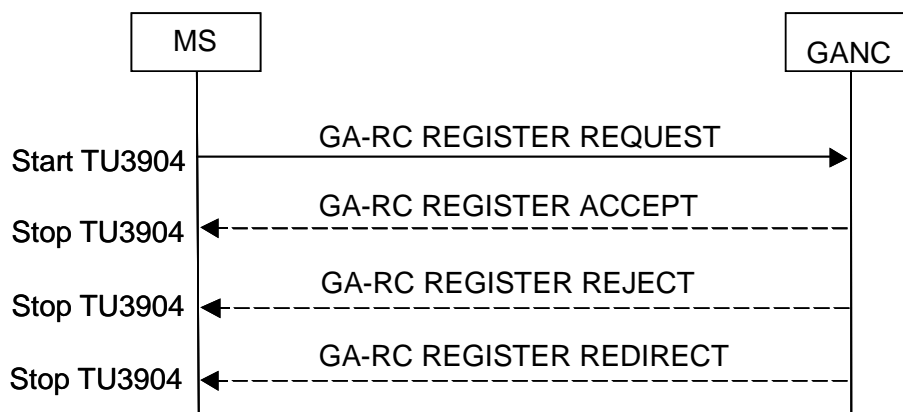 MS
GANC
GA-RC REGISTER REQUEST
Start TU3904
GA-RC REGISTER ACCEPT
Stop TU3904
GA-RC REGISTER REJECT
Stop TU3904
GA-RC REGISTER REDIRECT
Stop TU3904